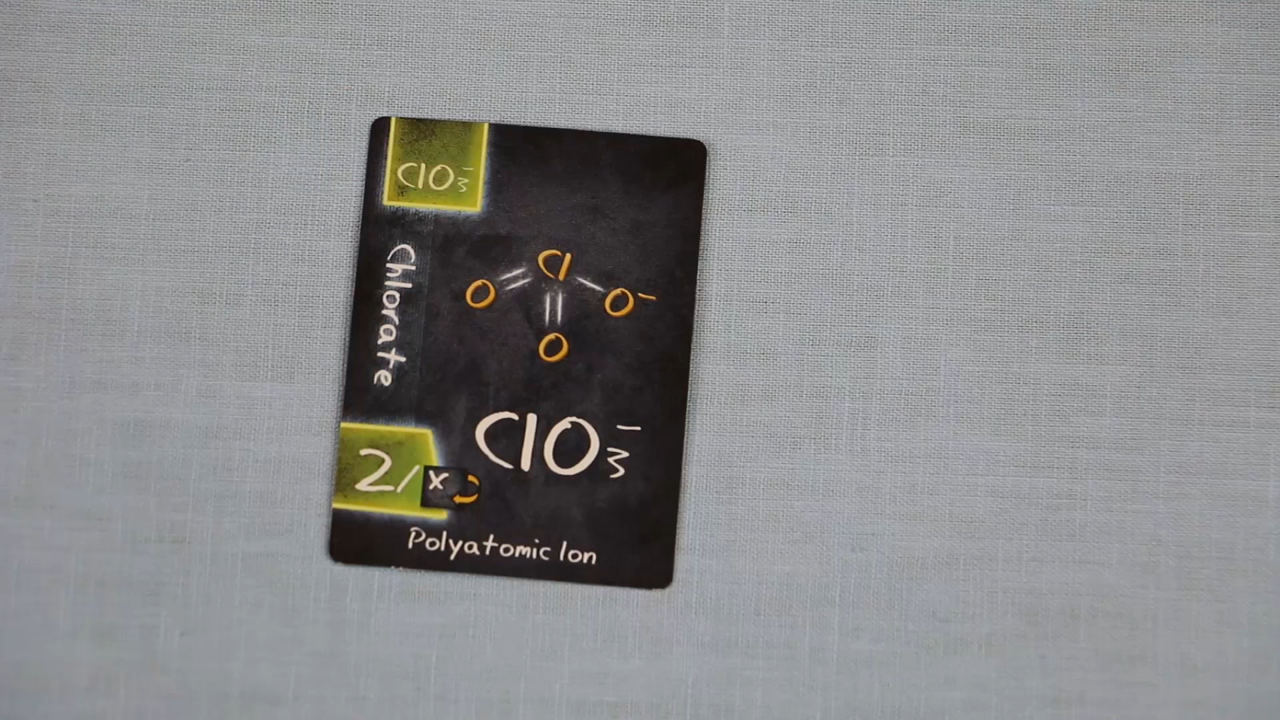 ClO₃⁻
Chlorate
Cl
O
O⁻
O
ClO₃⁻
2/x
Polyatomic Ion